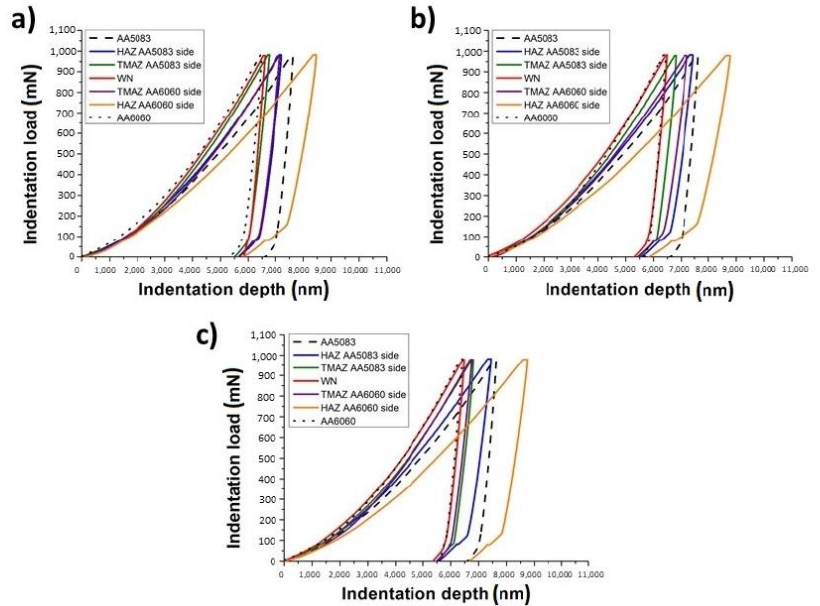 a)
Indentation load (mN)
1,100
1,000
900
800
700
600
500
400
300
200
100
0
AA5083
HAZ AA5083 side
TMAZ AA5083 side
WN
TMAZ AA6060 side
HAZ AA6060 side
AA6060
0 1,000 2,000 3,000 4,000 5,000 6,000 7,000 8,000 9,000 10,000 11,000
Indentation depth (nm)
b)
Indentation load (mN)
1,100
1,000
900
800
700
600
500
400
300
200
100
0
AA5083
HAZ AA5083 side
TMAZ AA5083 side
WN
TMAZ AA6060 side
HAZ AA6060 side
AA6060
0 1,000 2,000 3,000 4,000 5,000 6,000 7,000 8,000 9,000 10,000 11,000
Indentation depth (nm)
c)
Indentation load (mN)
1,100
1,000
900
800
700
600
500
400
300
200
100
0
AA5083
HAZ AA5083 side
TMAZ AA5083 side
WN
TMAZ AA6060 side
HAZ AA6060 side
AA6060
0 1,000 2,000 3,000 4,000 5,000 6,000 7,000 8,000 9,000 10,000 11,000
Indentation depth (nm)